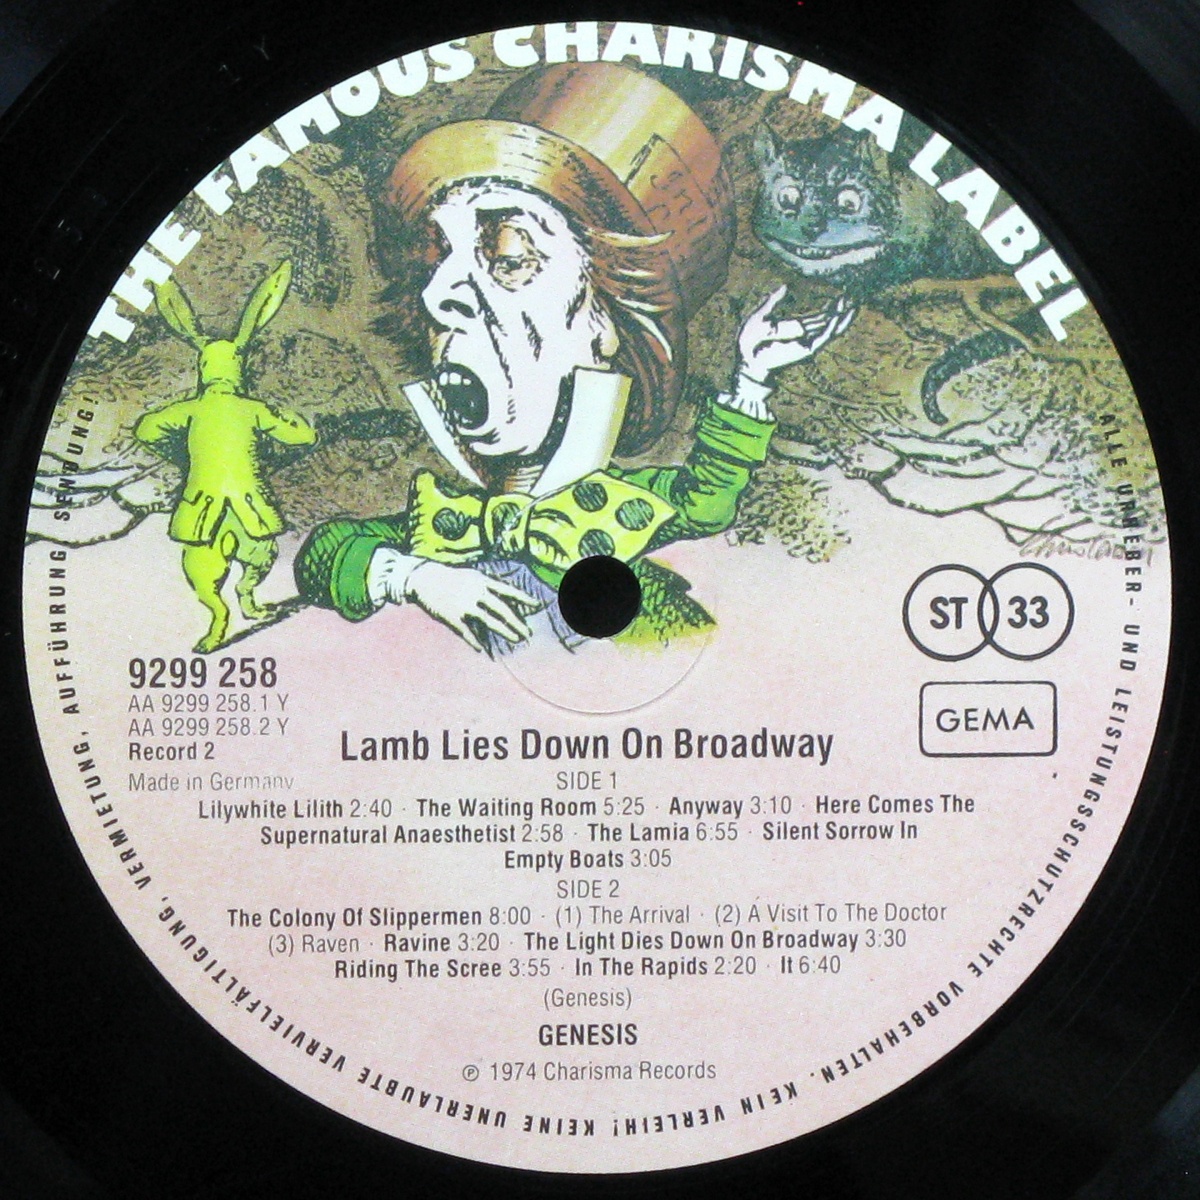 THE FAMOUS CHARISMA LABEL
ALLE URHEBER- UND LEISTUNGSSCHUTZRECHTE VORBEHALTEN. KEIN VERLEIH! KEINE UNERLAUBTE VERVIELFÄLTIGUNG, VERMIETUNG, AUFFÜHRUNG, SENDUNG!
ST 33
GEMA
9299 258
AA 9299 258.1 Y
AA 9299 258.2 Y
Record 2
Made in Germany
Lamb Lies Down On Broadway
SIDE 1
Lilywhite Lilith 2:40 · The Waiting Room 5:25 · Anyway 3:10 · Here Comes The
Supernatural Anaesthetist 2:58 · The Lamia 6:55 · Silent Sorrow In
Empty Boats 3:05
SIDE 2
The Colony Of Slippermen 8:00 · (1) The Arrival · (2) A Visit To The Doctor
(3) Raven · Ravine 3:20 · The Light Dies Down On Broadway 3:30
Riding The Scree 3:55 · In The Rapids 2:20 · It 6:40
(Genesis)
GENESIS
℗ 1974 Charisma Records